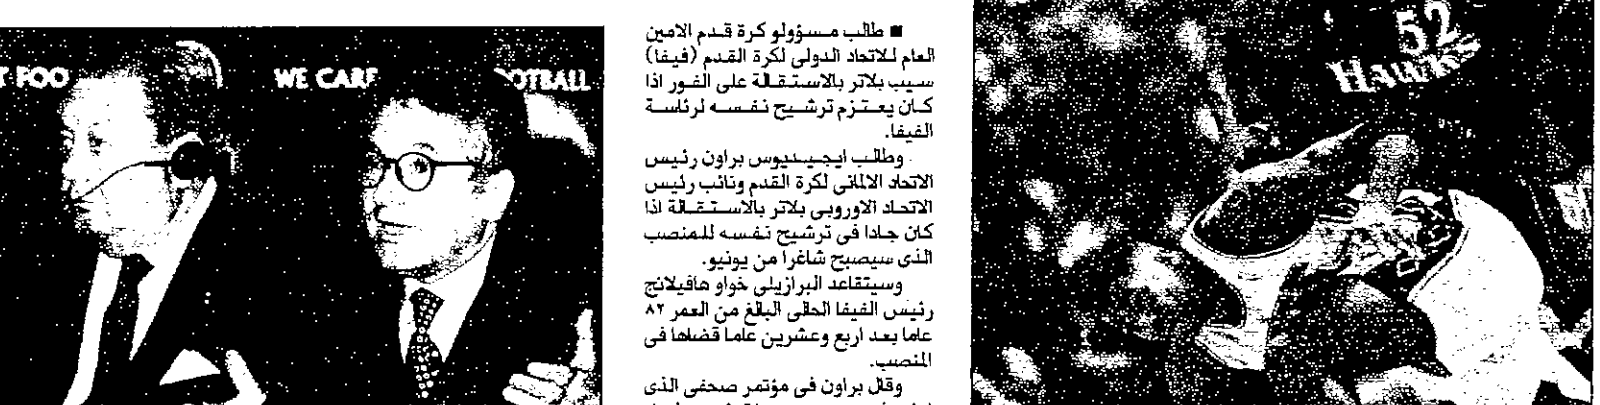 T FOO
WE CARE
OTBALL
■ طالب مسؤولو كرة قدم الامين
العام للاتحاد الدولى لكرة القدم (فيفا)
سيب بلاتر بالاستقالة على الفور اذا
كان يعتزم ترشيح نفسه لرئاسة
الفيفا.
وطالب ايجيديوس براون رئيس
الاتحاد الالمانى لكرة القدم ونائب رئيس
الاتحاد الاوروبى بلاتر بالاستقالة اذا
كان جادا فى ترشيح نفسه للمنصب
الذى سيصبح شاغرا من يونيو.
وسيتقاعد البرازيلى خواو هافيلانج
رئيس الفيفا الحالى البالغ من العمر ٨٢
عاما بعد اربع وعشرين عاما قضاها فى
المنصب.
وقال براون فى مؤتمر صحفى الذى
52
Hawks